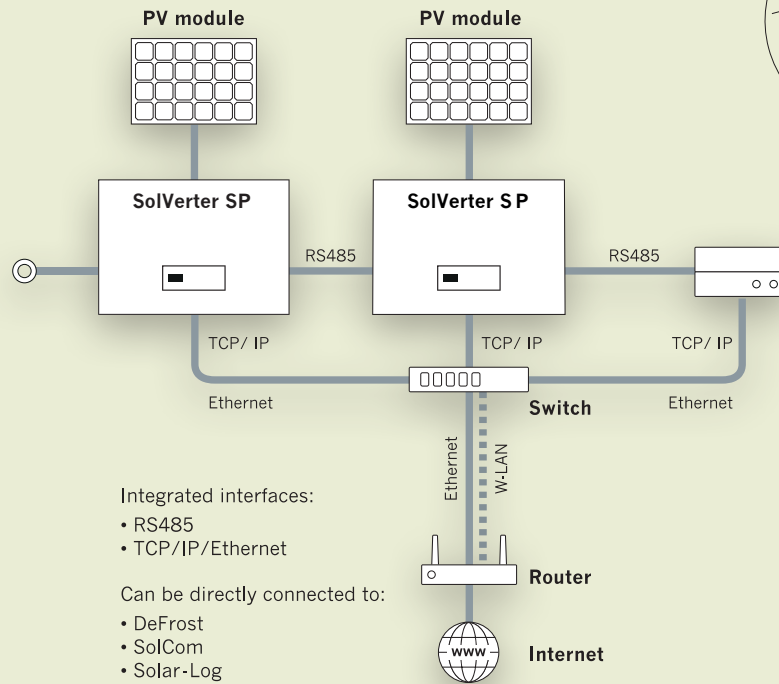 PV module
PV module
SolVerter SP
SolVerter SP
RS485
RS485
TCP/ IP
TCP/ IP
TCP/ IP
Ethernet
Switch
Ethernet
Ethernet
W-LAN
Integrated interfaces:
• RS485
• TCP/IP/Ethernet
Router
Can be directly connected to:
• DeFrost
• SolCom
• Solar-Log
www
Internet